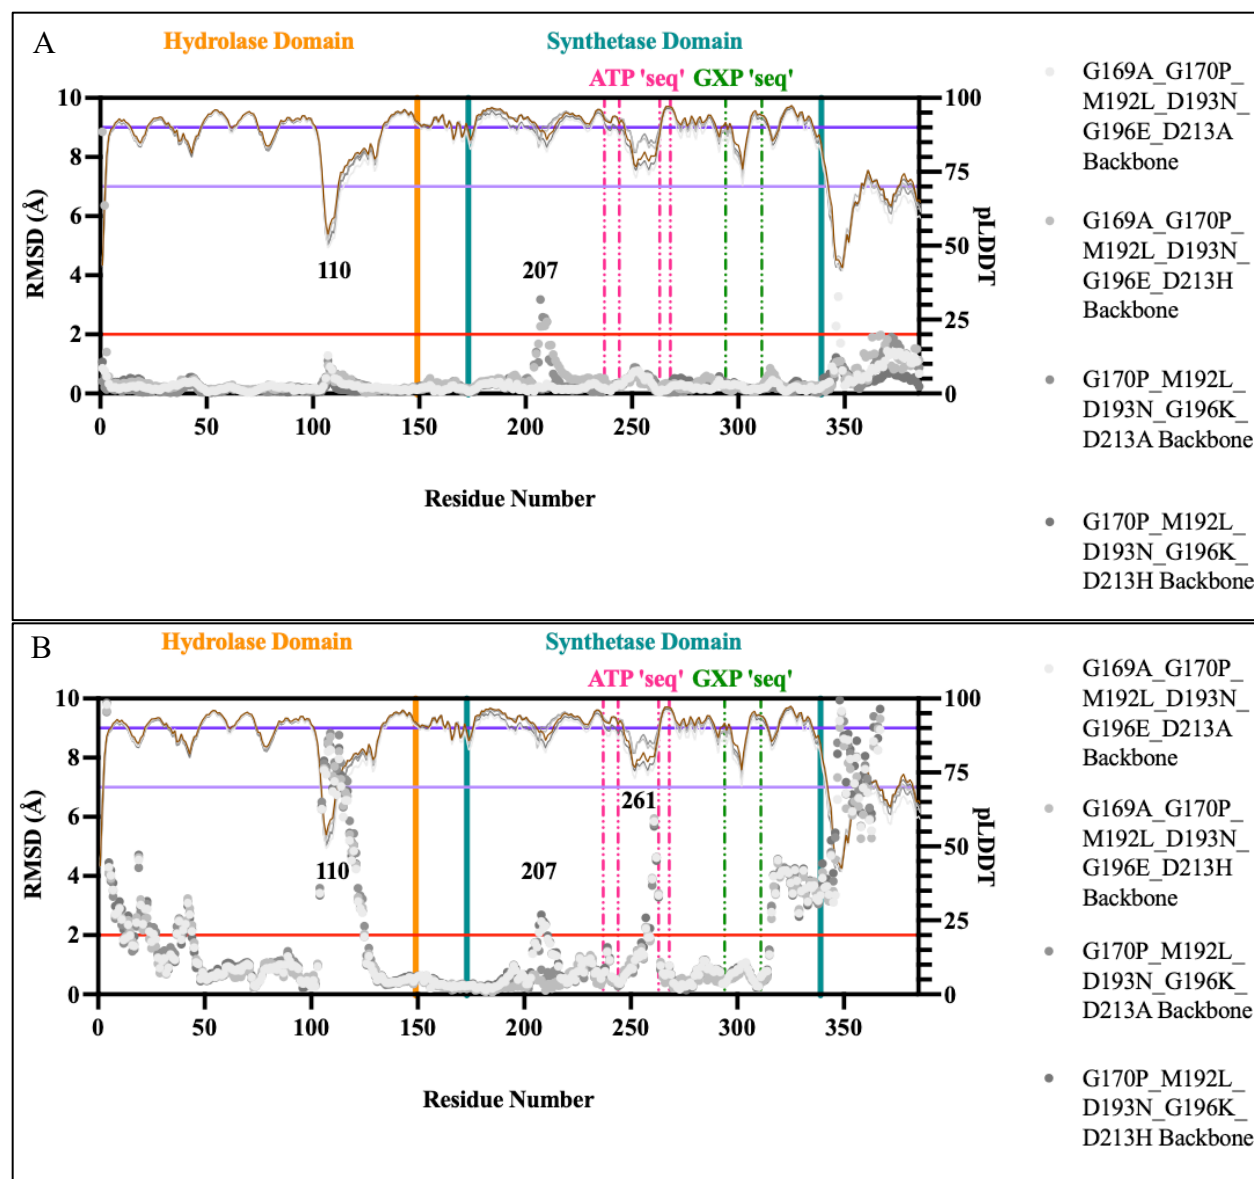 A
Hydrolase Domain
Synthetase Domain
ATP 'seq' GXP 'seq'
10
8
6
4
2
0
RMSD (Å)
100
75
50
25
0
pLDDT
110
207
0 50 100 150 200 250 300 350
Residue Number
G169A_G170P_
M192L_D193N_
G196E_D213A
Backbone
G169A_G170P_
M192L_D193N_
G196E_D213H
Backbone
G170P_M192L_
D193N_G196K_
D213A Backbone
G170P_M192L_
D193N_G196K_
D213H Backbone
B
Hydrolase Domain
Synthetase Domain
ATP 'seq' GXP 'seq'
10
8
6
4
2
0
RMSD (Å)
100
75
50
25
0
pLDDT
261
110
207
0 50 100 150 200 250 300 350
Residue Number
G169A_G170P_
M192L_D193N_
G196E_D213A
Backbone
G169A_G170P_
M192L_D193N_
G196E_D213H
Backbone
G170P_M192L_
D193N_G196K_
D213A Backbone
G170P_M192L_
D193N_G196K_
D213H Backbone